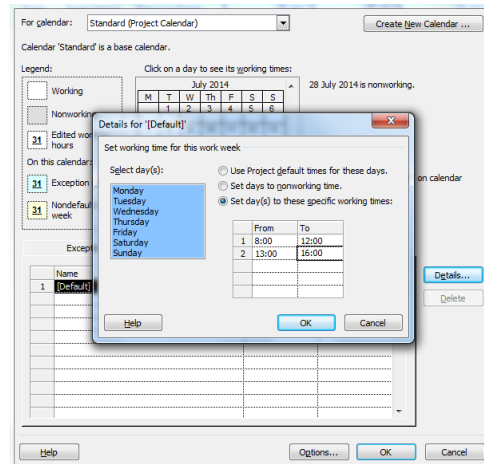 For calendar: Standard (Project Calendar) Create New Calendar ...
Calendar 'Standard' is a base calendar.
Legend: Click on a day to see its working times:
Working July 2014 28 July 2014 is nonworking.
M T W Th F S S
Nonworking 1 2 3 4 5 6
Details for '[Default]'
31 Edited
hours
On this calendar:
31 Exception on calendar
31 Nondefault
week
Set working time for this work week
Select day(s):
Monday
Tuesday
Wednesday
Thursday
Friday
Saturday
Sunday
Use Project default times for these days.
Set days to nonworking time.
Set day(s) to these specific working times:
From To
1 8:00 12:00
2 13:00 16:00
Help OK Cancel
Name
1 [Default]
Details...
Delete
Help Options... OK Cancel